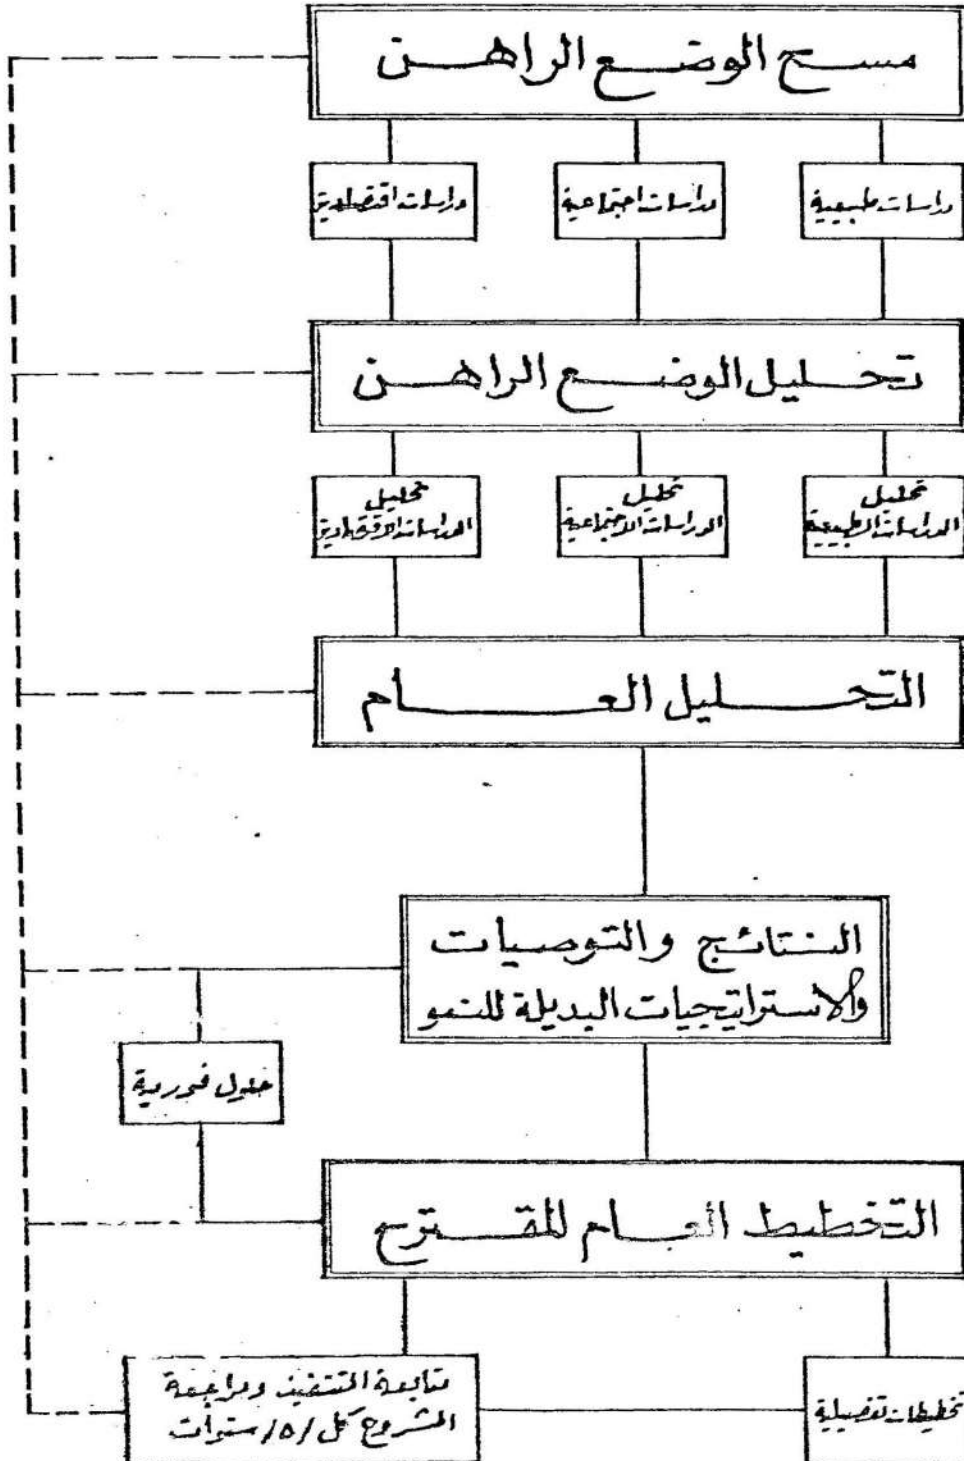 مسح الوضع الراهن
دراسات طبيعية
دراسات اجتماعية
دراسات اقتصادية
تحليل الوضع الراهن
تحليل
الدراسات الطبيعية
تحليل
الدراسات الاجتماعية
تحليل
الدراسات الاقتصادية
التحليل العام
النتائج والتوصيات
والاستراتيجيات البديلة للنمو
حلول فورية
التخطيط العام المقترح
تخطيطات تفصيلية
متابعة التنفيذ ومراجعة
المشروع كل /٥/ سنوات